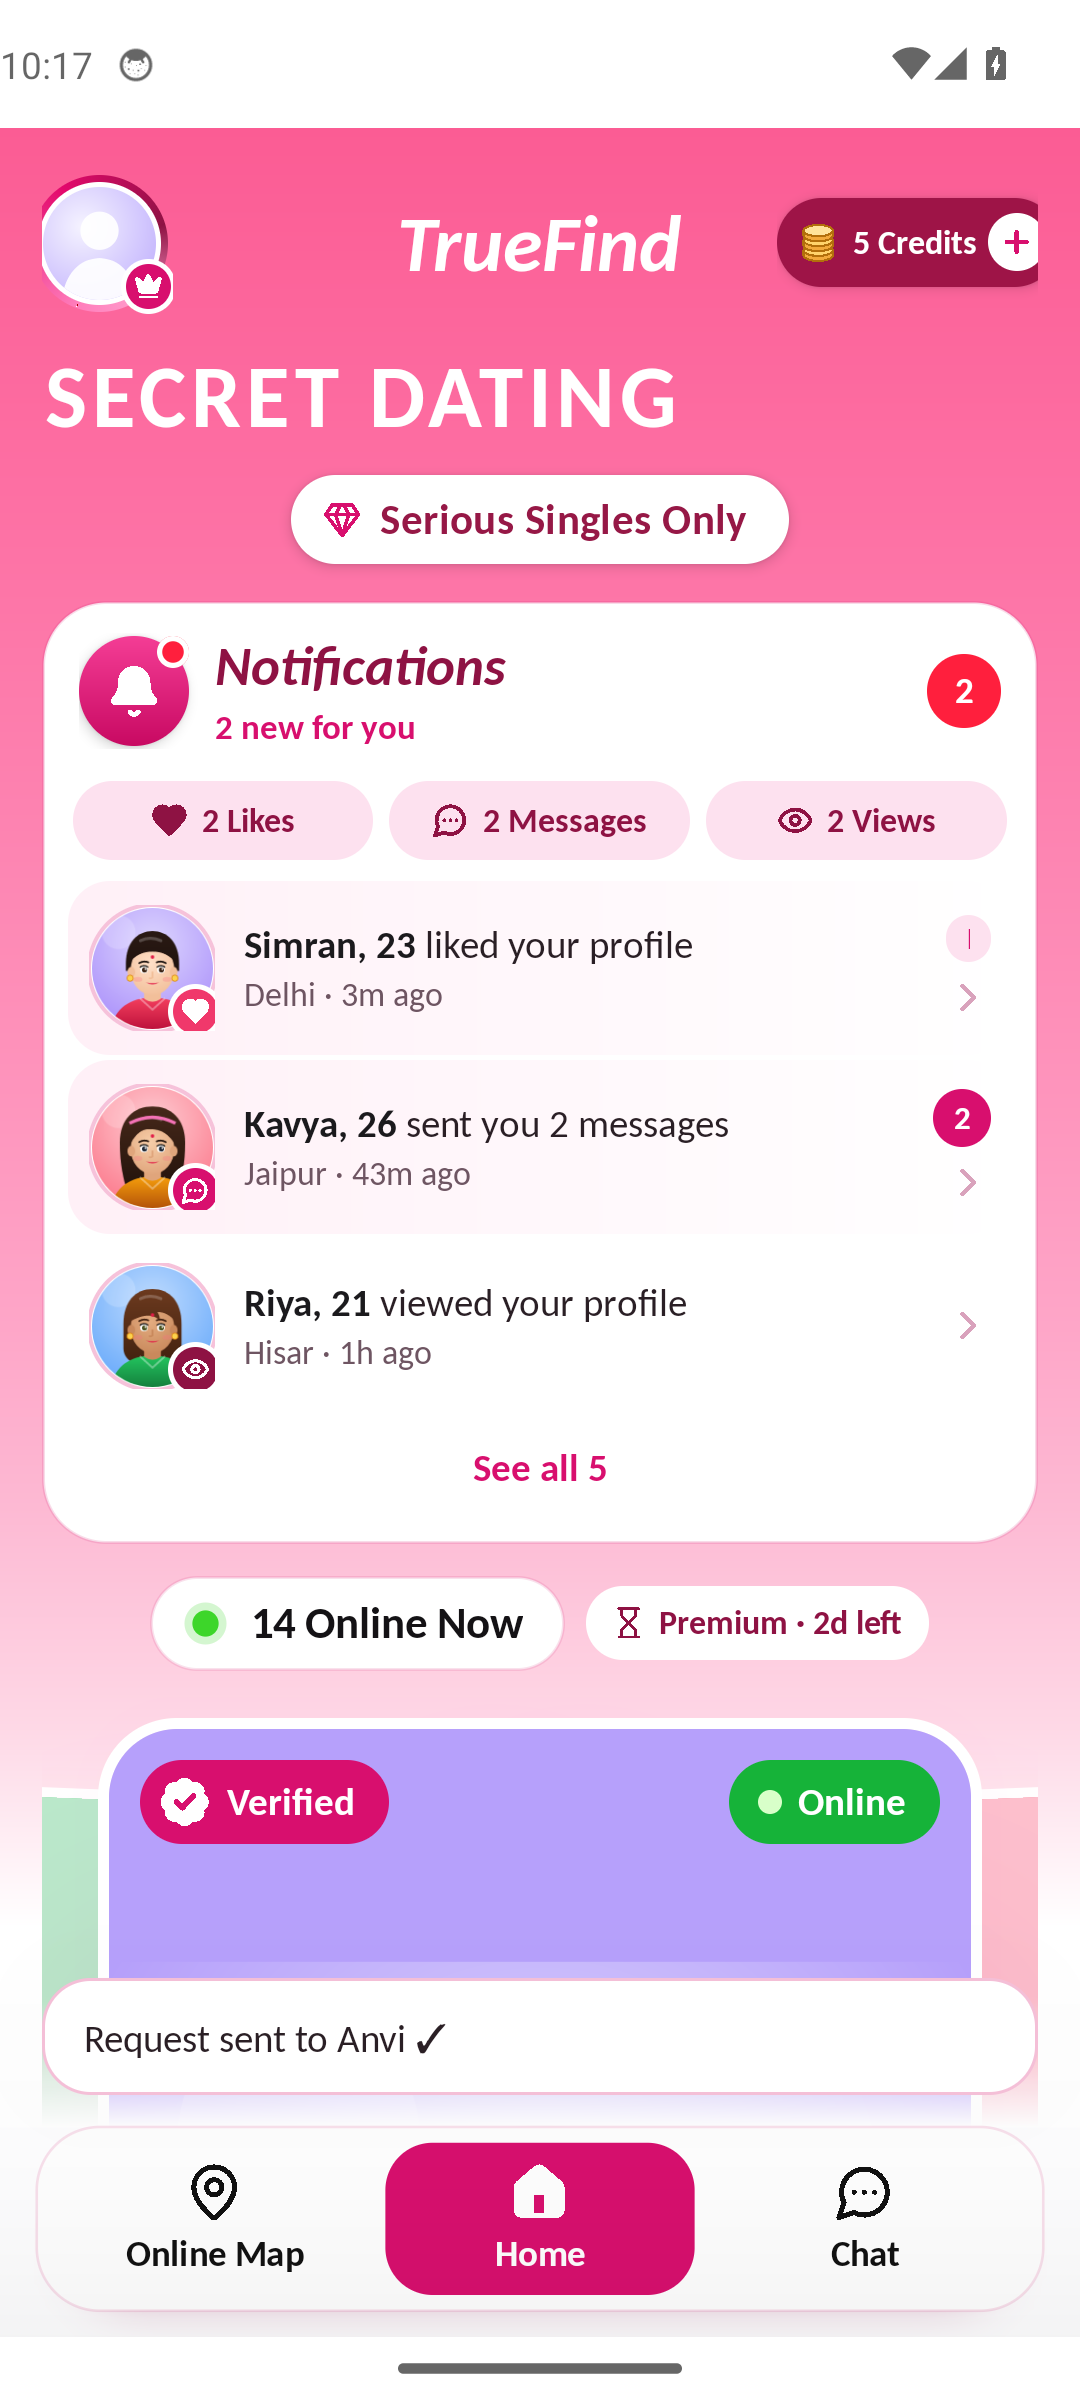 10:17
TrueFind
5 Credits
SECRET DATING
Serious Singles Only
Notifications
2 new for you
2
2 Likes
2 Messages
2 Views
Simran, 23 liked your profile
Delhi · 3m ago
Kavya, 26 sent you 2 messages
Jaipur · 43m ago
2
Riya, 21 viewed your profile
Hisar · 1h ago
See all 5
14 Online Now
Premium · 2d left
Verified
Online
Request sent to Anvi ✓
Online Map
Home
Chat